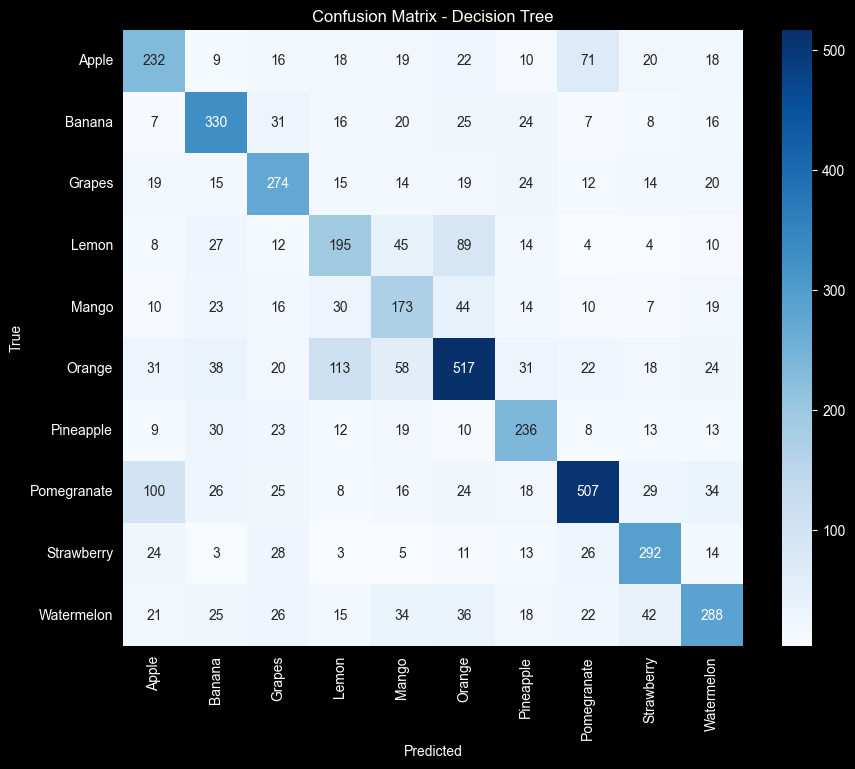 Confusion Matrix - Decision Tree
Apple 232 9 16 18 19 22 10 71 20 18
Banana 7 330 31 16 20 25 24 7 8 16
Grapes 19 15 274 15 14 19 24 12 14 20
Lemon 8 27 12 195 45 89 14 4 4 10
Mango 10 23 16 30 173 44 14 10 7 19
Orange 31 38 20 113 58 517 31 22 18 24
Pineapple 9 30 23 12 19 10 236 8 13 13
Pomegranate 100 26 25 8 16 24 18 507 29 34
Strawberry 24 3 28 3 5 11 13 26 292 14
Watermelon 21 25 26 15 34 36 18 22 42 288
True
Apple Banana Grapes Lemon Mango Orange Pineapple Pomegranate Strawberry Watermelon
Predicted
500
400
300
200
100